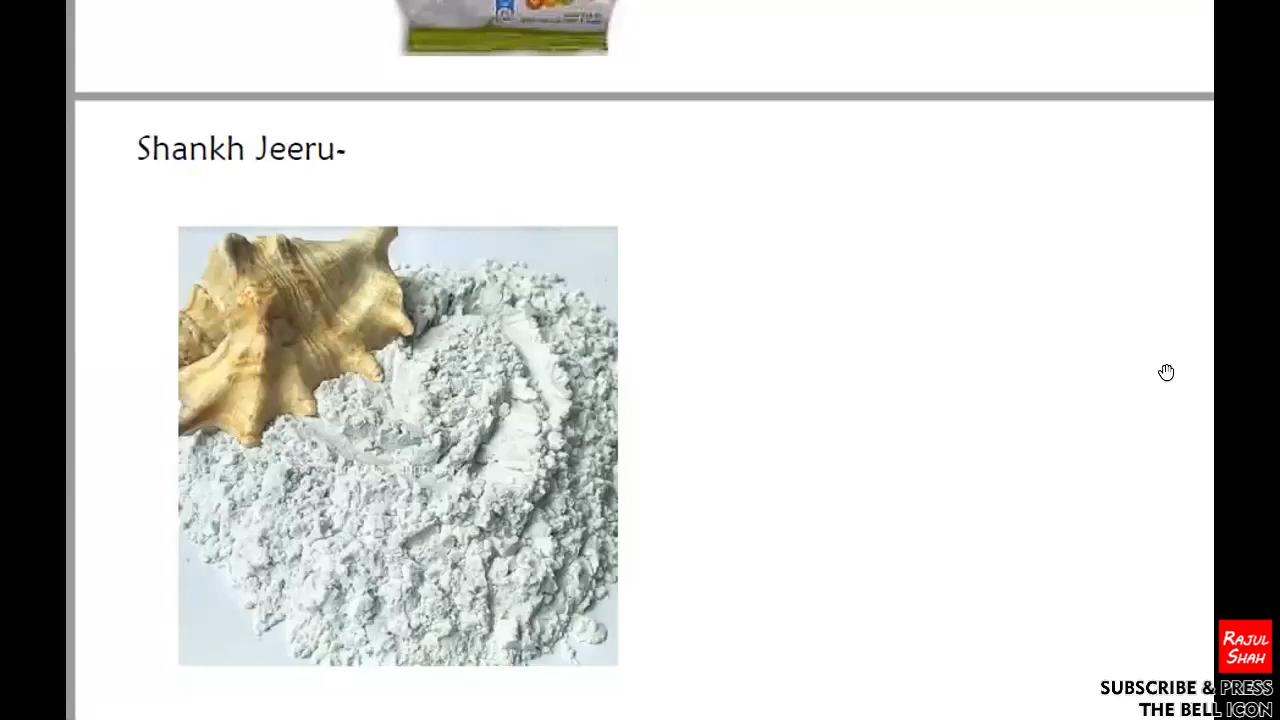 Shankh Jeeru-
RAJUL
SHAH
SUBSCRIBE & PRESS
THE BELL ICON